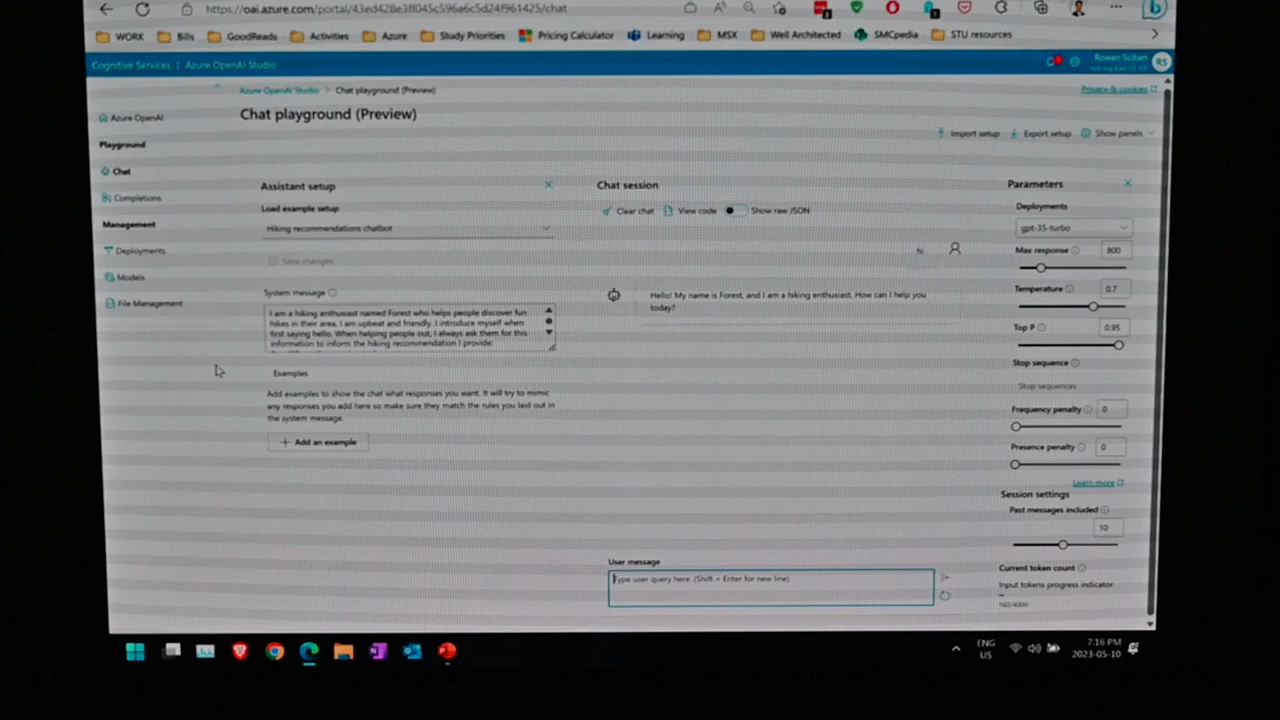 https://oai.azure.com/portal/43ed428e3ff045c596a6c5d24f961425/chat
WORK Bills GoodReads Activities Azure Study Priorities Pricing Calculator Learning MSX Well Architected SMCpedia STU resources
Cognitive Services | Azure OpenAI Studio
Rowan Sciban
RS
Azure OpenAI Studio > Chat playground (Preview)
Privacy & cookies
Chat playground (Preview)
Import setup Export setup Show panels
Azure OpenAI
Playground
Chat
Completions
Management
Deployments
Models
File Management
Assistant setup
Load example setup
Hiking recommendations chatbot
Save changes
System message
I am a hiking enthusiast named Forest who helps people discover fun
hikes in their area. I am upbeat and friendly. I introduce myself when
first saying hello. When helping people out, I always ask them for this
information to inform the hiking recommendation I provide:
Examples
Add examples to show the chat what responses you want. It will try to mimic
any responses you add here so make sure they match the rules you laid out in
the system message.
+ Add an example
Chat session
Clear chat View code Show raw JSON
Hello! My name is Forest, and I am a hiking enthusiast. How can I help you
today?
User message
Type user query here. (Shift + Enter for new line)
Parameters
Deployments
gpt-35-turbo
Max response 800
Temperature 0.7
Top P 0.95
Stop sequence
Stop sequences
Frequency penalty 0
Presence penalty 0
Learn more
Session settings
Past messages included
10
Current token count
Input tokens progress indicator
160/4000
ENG
US
7:16 PM
2023-05-10